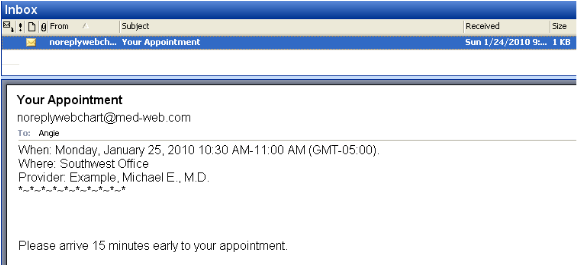 Inbox
From Subject Received Size
noreplywebch... Your Appointment Sun 1/24/2010 9:... 1 KB
Your Appointment
noreplywebchart@med-web.com
To: Angie
When: Monday, January 25, 2010 10:30 AM-11:00 AM (GMT-05:00).
Where: Southwest Office
Provider: Example, Michael E., M.D.
*~*~*~*~*~*~*~*~*~*
Please arrive 15 minutes early to your appointment.